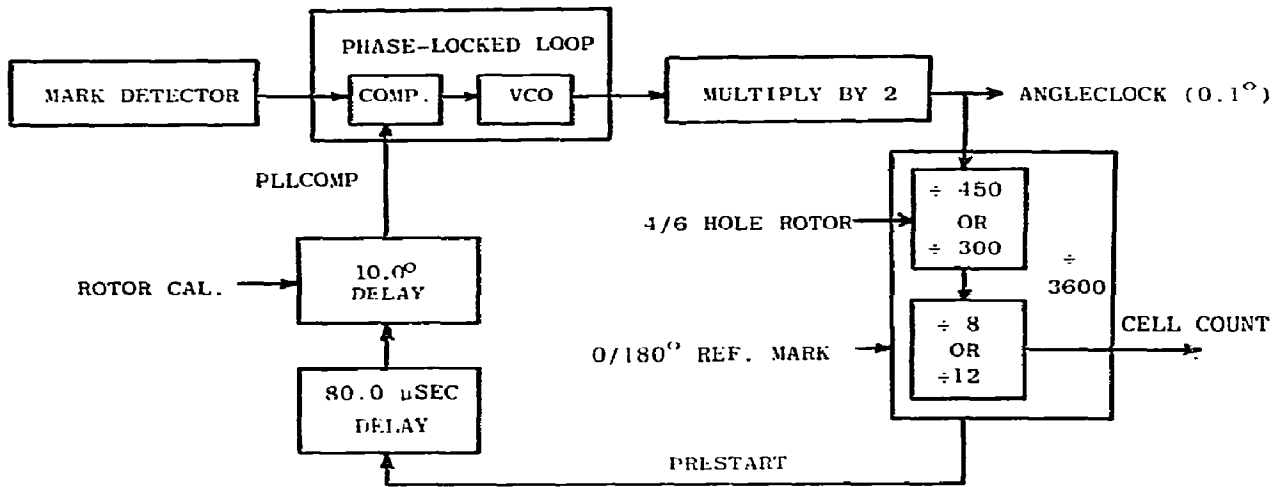 PHASE-LOCKED LOOP
MARK DETECTOR
COMP.
VCO
MULTIPLY BY 2
ANGLECLOCK (0.1°)
PLLCOMP
÷ 450
OR
÷ 300
4/6 HOLE ROTOR
÷
3600
ROTOR CAL.
10.0°
DELAY
÷ 8
OR
÷12
CELL COUNT
0/180° REF. MARK
80.0 µSEC
DELAY
PRESTART